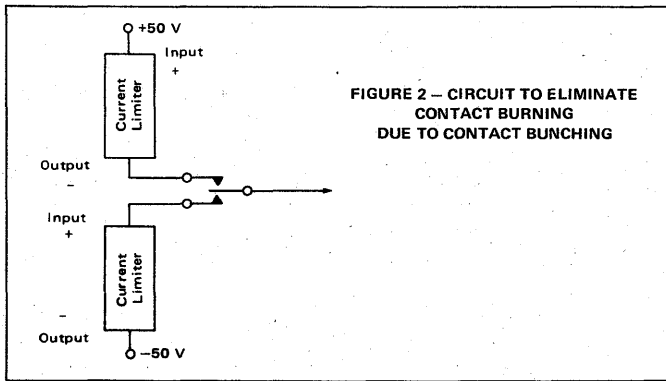 +50 V
Input
+
Current
Limiter
FIGURE 2 — CIRCUIT TO ELIMINATE
CONTACT BURNING
DUE TO CONTACT BUNCHING
Output
–
Input
+
Current
Limiter
–
Output
–50 V